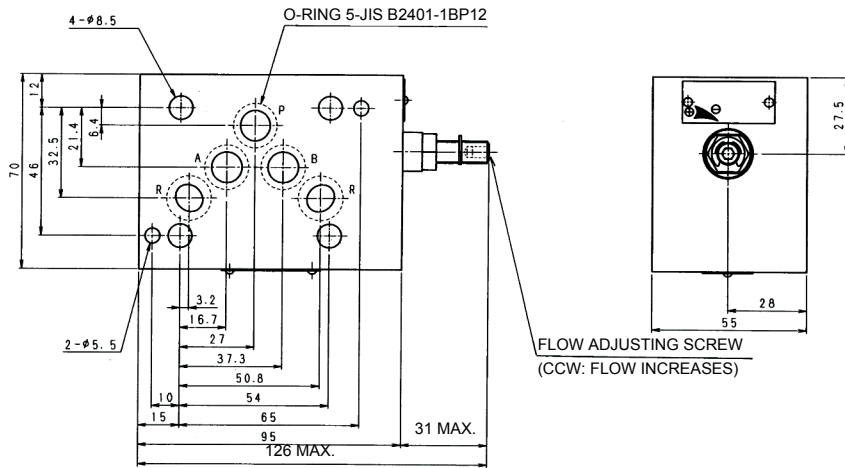 4-φ8.5
O-RING 5-JIS B2401-1BP12
12
6.4
21.4
32.5
46
70
P
A
B
R
R
27.5
3.2
16.7
2-φ5.5
27
37.3
50.8
10
54
15
65
95
31 MAX.
126 MAX.
FLOW ADJUSTING SCREW
(CCW: FLOW INCREASES)
28
55